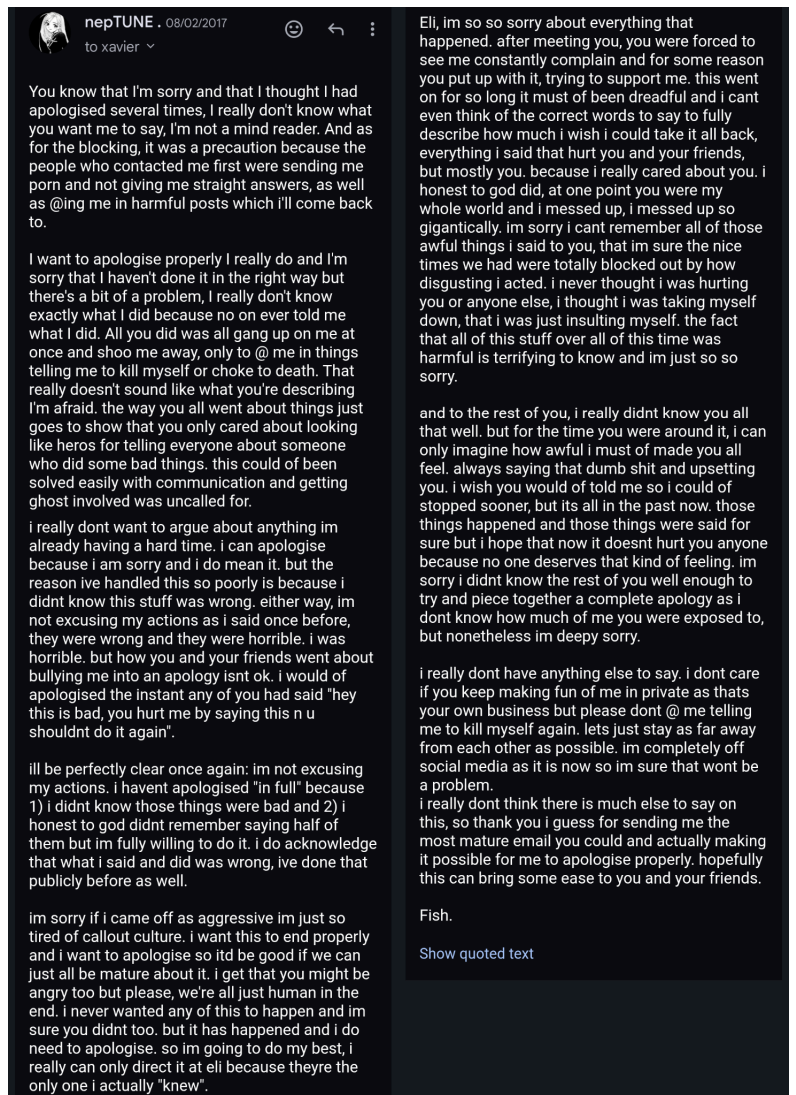 nepTUNE . 08/02/2017
to xavier
You know that I'm sorry and that I thought I had
apologised several times, I really don't know what
you want me to say, I'm not a mind reader. And as
for the blocking, it was a precaution because the
people who contacted me first were sending me
porn and not giving me straight answers, as well
as @ing me in harmful posts which i'll come back
to.
I want to apologise properly I really do and I'm
sorry that I haven't done it in the right way but
there's a bit of a problem, I really don't know
exactly what I did because no on ever told me
what I did. All you did was all gang up on me at
once and shoo me away, only to @ me in things
telling me to kill myself or choke to death. That
really doesn't sound like what you're describing
I'm afraid. the way you all went about things just
goes to show that you only cared about looking
like heros for telling everyone about someone
who did some bad things. this could of been
solved easily with communication and getting
ghost involved was uncalled for.
i really dont want to argue about anything im
already having a hard time. i can apologise
because i am sorry and i do mean it. but the
reason ive handled this so poorly is because i
didnt know this stuff was wrong. either way, im
not excusing my actions as i said once before,
they were wrong and they were horrible. i was
horrible. but how you and your friends went about
bullying me into an apology isnt ok. i would of
apologised the instant any of you had said "hey
this is bad, you hurt me by saying this n u
shouldnt do it again".
ill be perfectly clear once again: im not excusing
my actions. i havent apologised "in full" because
1) i didnt know those things were bad and 2) i
honest to god didnt remember saying half of
them but im fully willing to do it. i do acknowledge
that what i said and did was wrong, ive done that
publicly before as well.
im sorry if i came off as aggressive im just so
tired of callout culture. i want this to end properly
and i want to apologise so itd be good if we can
just all be mature about it. i get that you might be
angry too but please, we're all just human in the
end. i never wanted any of this to happen and im
sure you didnt too. but it has happened and i do
need to apologise. so im going to do my best, i
really can only direct it at eli because theyre the
only one i actually "knew".
Eli, im so so sorry about everything that
happened. after meeting you, you were forced to
see me constantly complain and for some reason
you put up with it, trying to support me. this went
on for so long it must of been dreadful and i cant
even think of the correct words to say to fully
describe how much i wish i could take it all back,
everything i said that hurt you and your friends,
but mostly you. because i really cared about you. i
honest to god did, at one point you were my
whole world and i messed up, i messed up so
gigantically. im sorry i cant remember all of those
awful things i said to you, that im sure the nice
times we had were totally blocked out by how
disgusting i acted. i never thought i was hurting
you or anyone else, i thought i was taking myself
down, that i was just insulting myself. the fact
that all of this stuff over all of this time was
harmful is terrifying to know and im just so so
sorry.
and to the rest of you, i really didnt know you all
that well. but for the time you were around it, i can
only imagine how awful i must of made you all
feel. always saying that dumb shit and upsetting
you. i wish you would of told me so i could of
stopped sooner, but its all in the past now. those
things happened and those things were said for
sure but i hope that now it doesnt hurt you anyone
because no one deserves that kind of feeling. im
sorry i didnt know the rest of you well enough to
try and piece together a complete apology as i
dont know how much of me you were exposed to,
but nonetheless im deepy sorry.
i really dont have anything else to say. i dont care
if you keep making fun of me in private as thats
your own business but please dont @ me telling
me to kill myself again. lets just stay as far away
from each other as possible. im completely off
social media as it is now so im sure that wont be
a problem.
i really dont think there is much else to say on
this, so thank you i guess for sending me the
most mature email you could and actually making
it possible for me to apologise properly. hopefully
this can bring some ease to you and your friends.
Fish.
Show quoted text